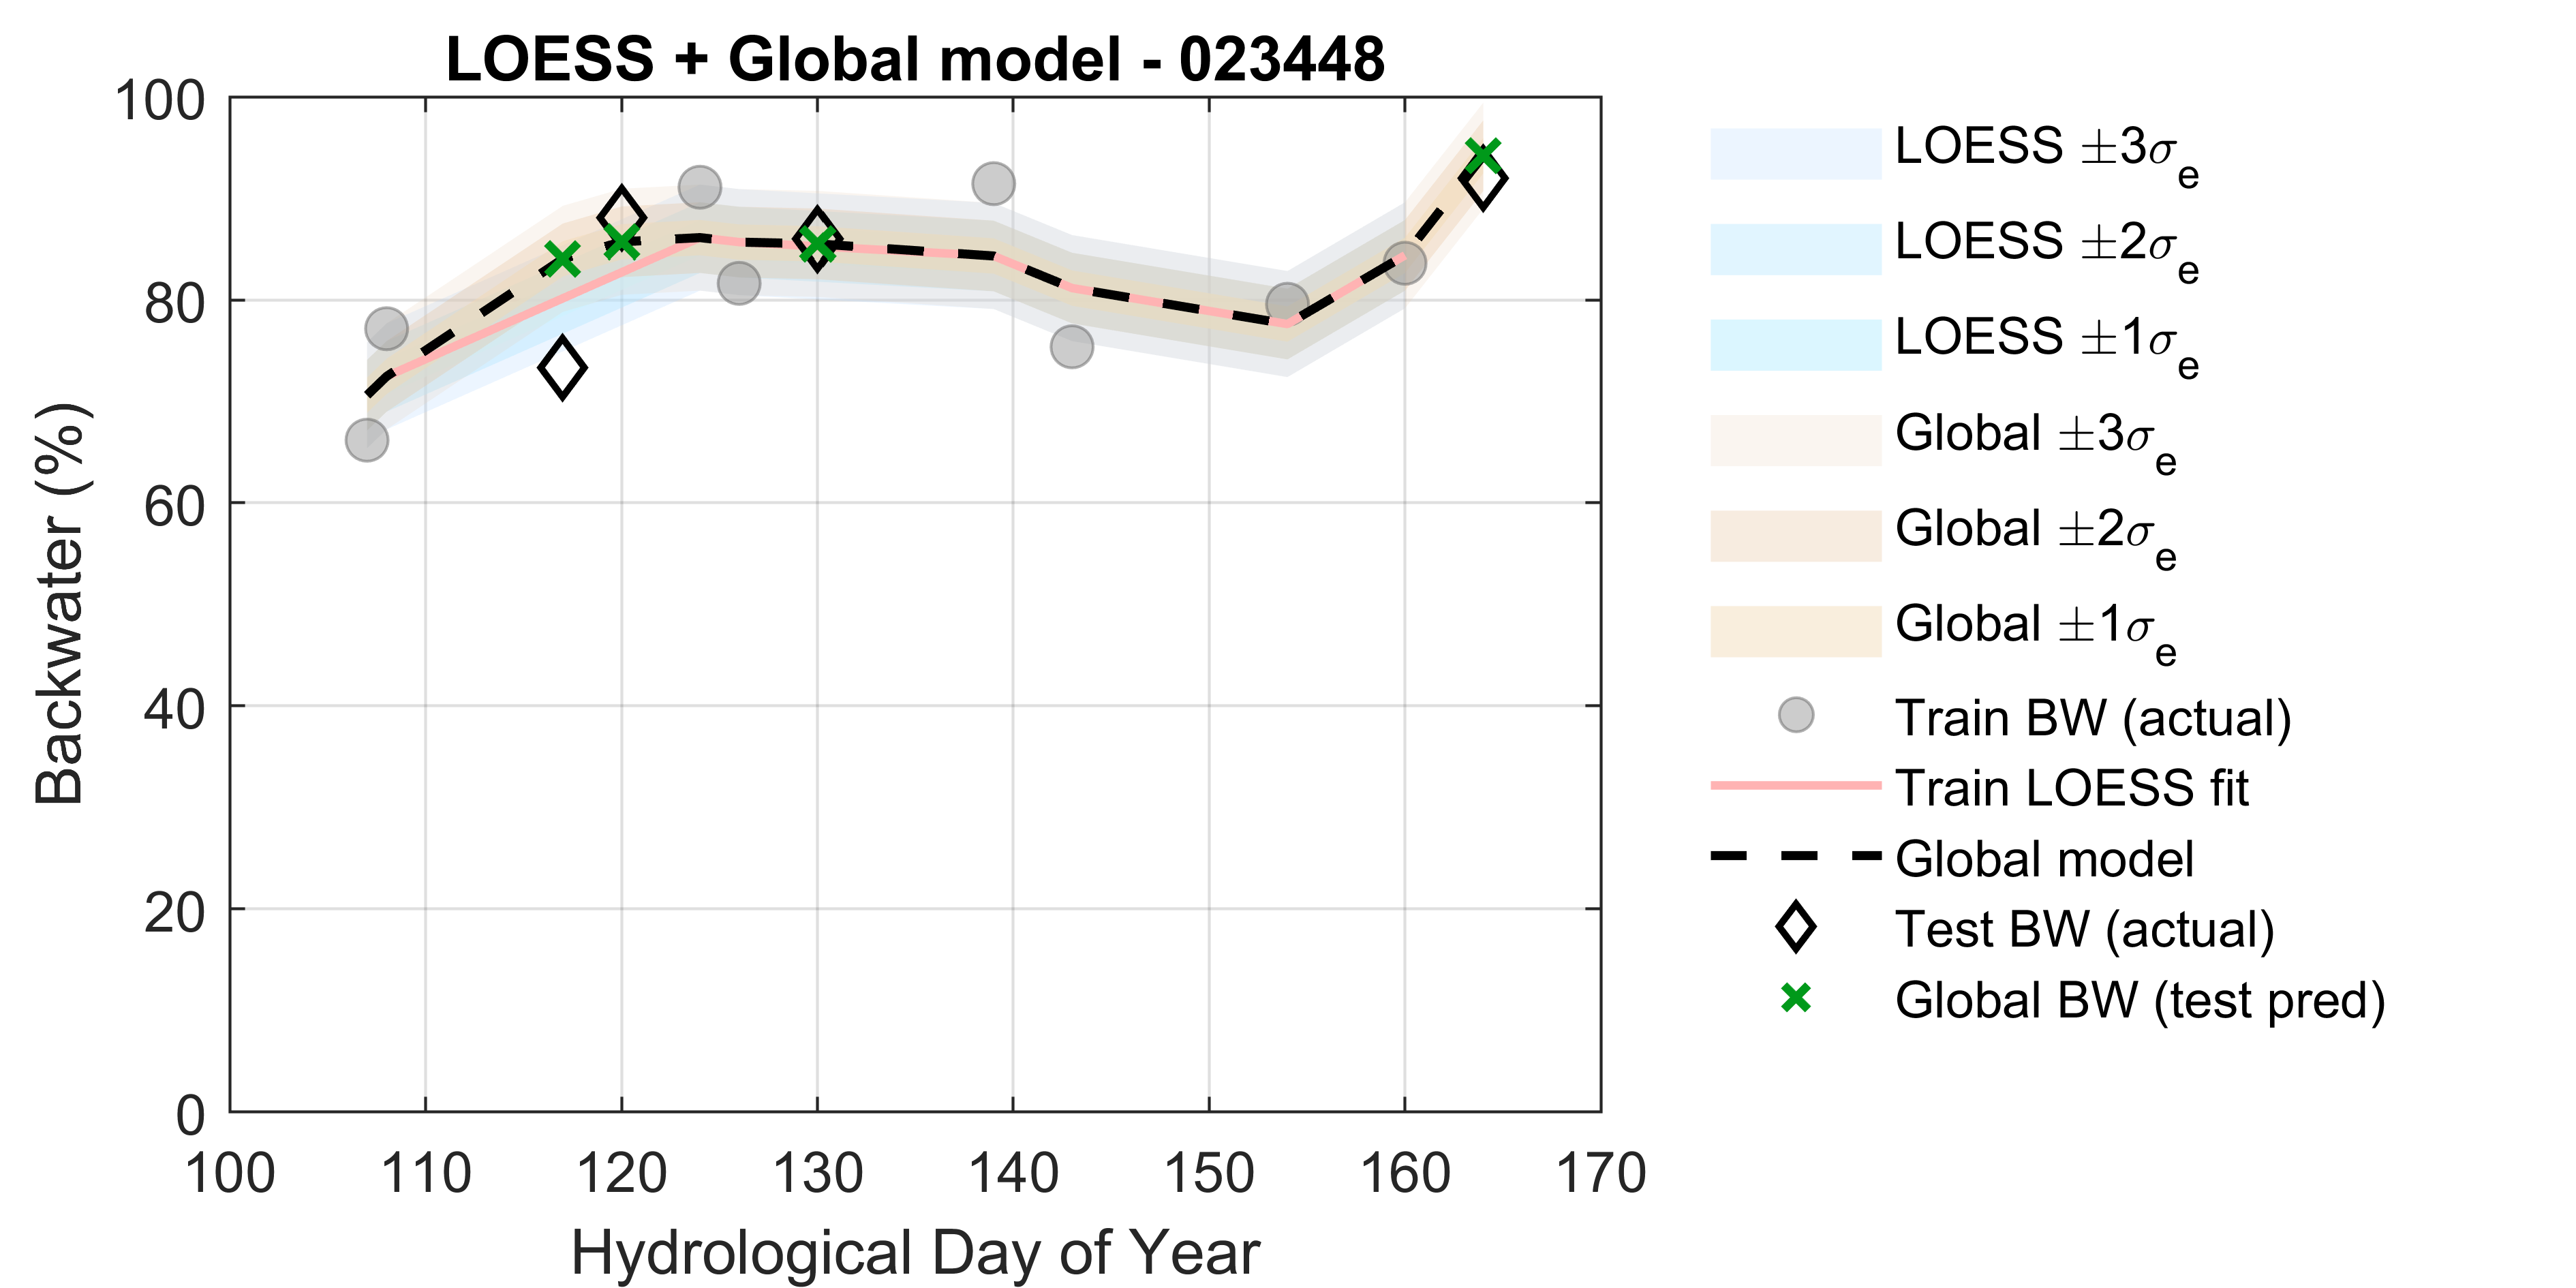 LOESS + Global model - 023448
100
80
60
40
20
0
Backwater (%)
100 110 120 130 140 150 160 170
Hydrological Day of Year
LOESS ±3σe
LOESS ±2σe
LOESS ±1σe
Global ±3σe
Global ±2σe
Global ±1σe
Train BW (actual)
Train LOESS fit
Global model
Test BW (actual)
Global BW (test pred)